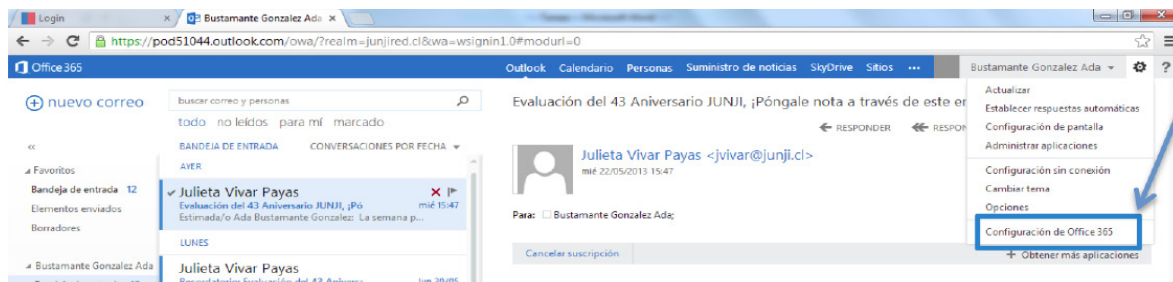 Login
Bustamante Gonzalez Ada
https://pod51044.outlook.com/owa/?realm=junjired.cl&wa=wsignin1.0#modurl=0
Office 365
Outlook Calendario Personas Suministro de noticias SkyDrive Sitios ••• Bustamante Gonzalez Ada ?
nuevo correo
buscar correo y personas
todo no leídos para mí marcado
BANDEJA DE ENTRADA CONVERSACIONES POR FECHA
«
Favoritos
Bandeja de entrada 12
Elementos enviados
Borradores
Bustamante Gonzalez Ada
AYER
Julieta Vivar Payas
Evaluación del 43 Aniversario JUNJI, ¡Pó mié 15:47
Estimada/o Ada Bustamante Gonzalez: La semana p...
LUNES
Julieta Vivar Payas
Evaluación del 43 Aniversario JUNJI, ¡Póngale nota a través de este
RESPONDER RESPON
Julieta Vivar Payas <jvivar@junji.cl>
mié 22/05/2013 15:47
Para: Bustamante Gonzalez Ada;
Cancelar suscripción
Actualizar
Establecer respuestas automáticas
Configuración de pantalla
Administrar aplicaciones
Configuración sin conexión
Cambiar tema
Opciones
Configuración de Office 365
+ Obtener más aplicaciones